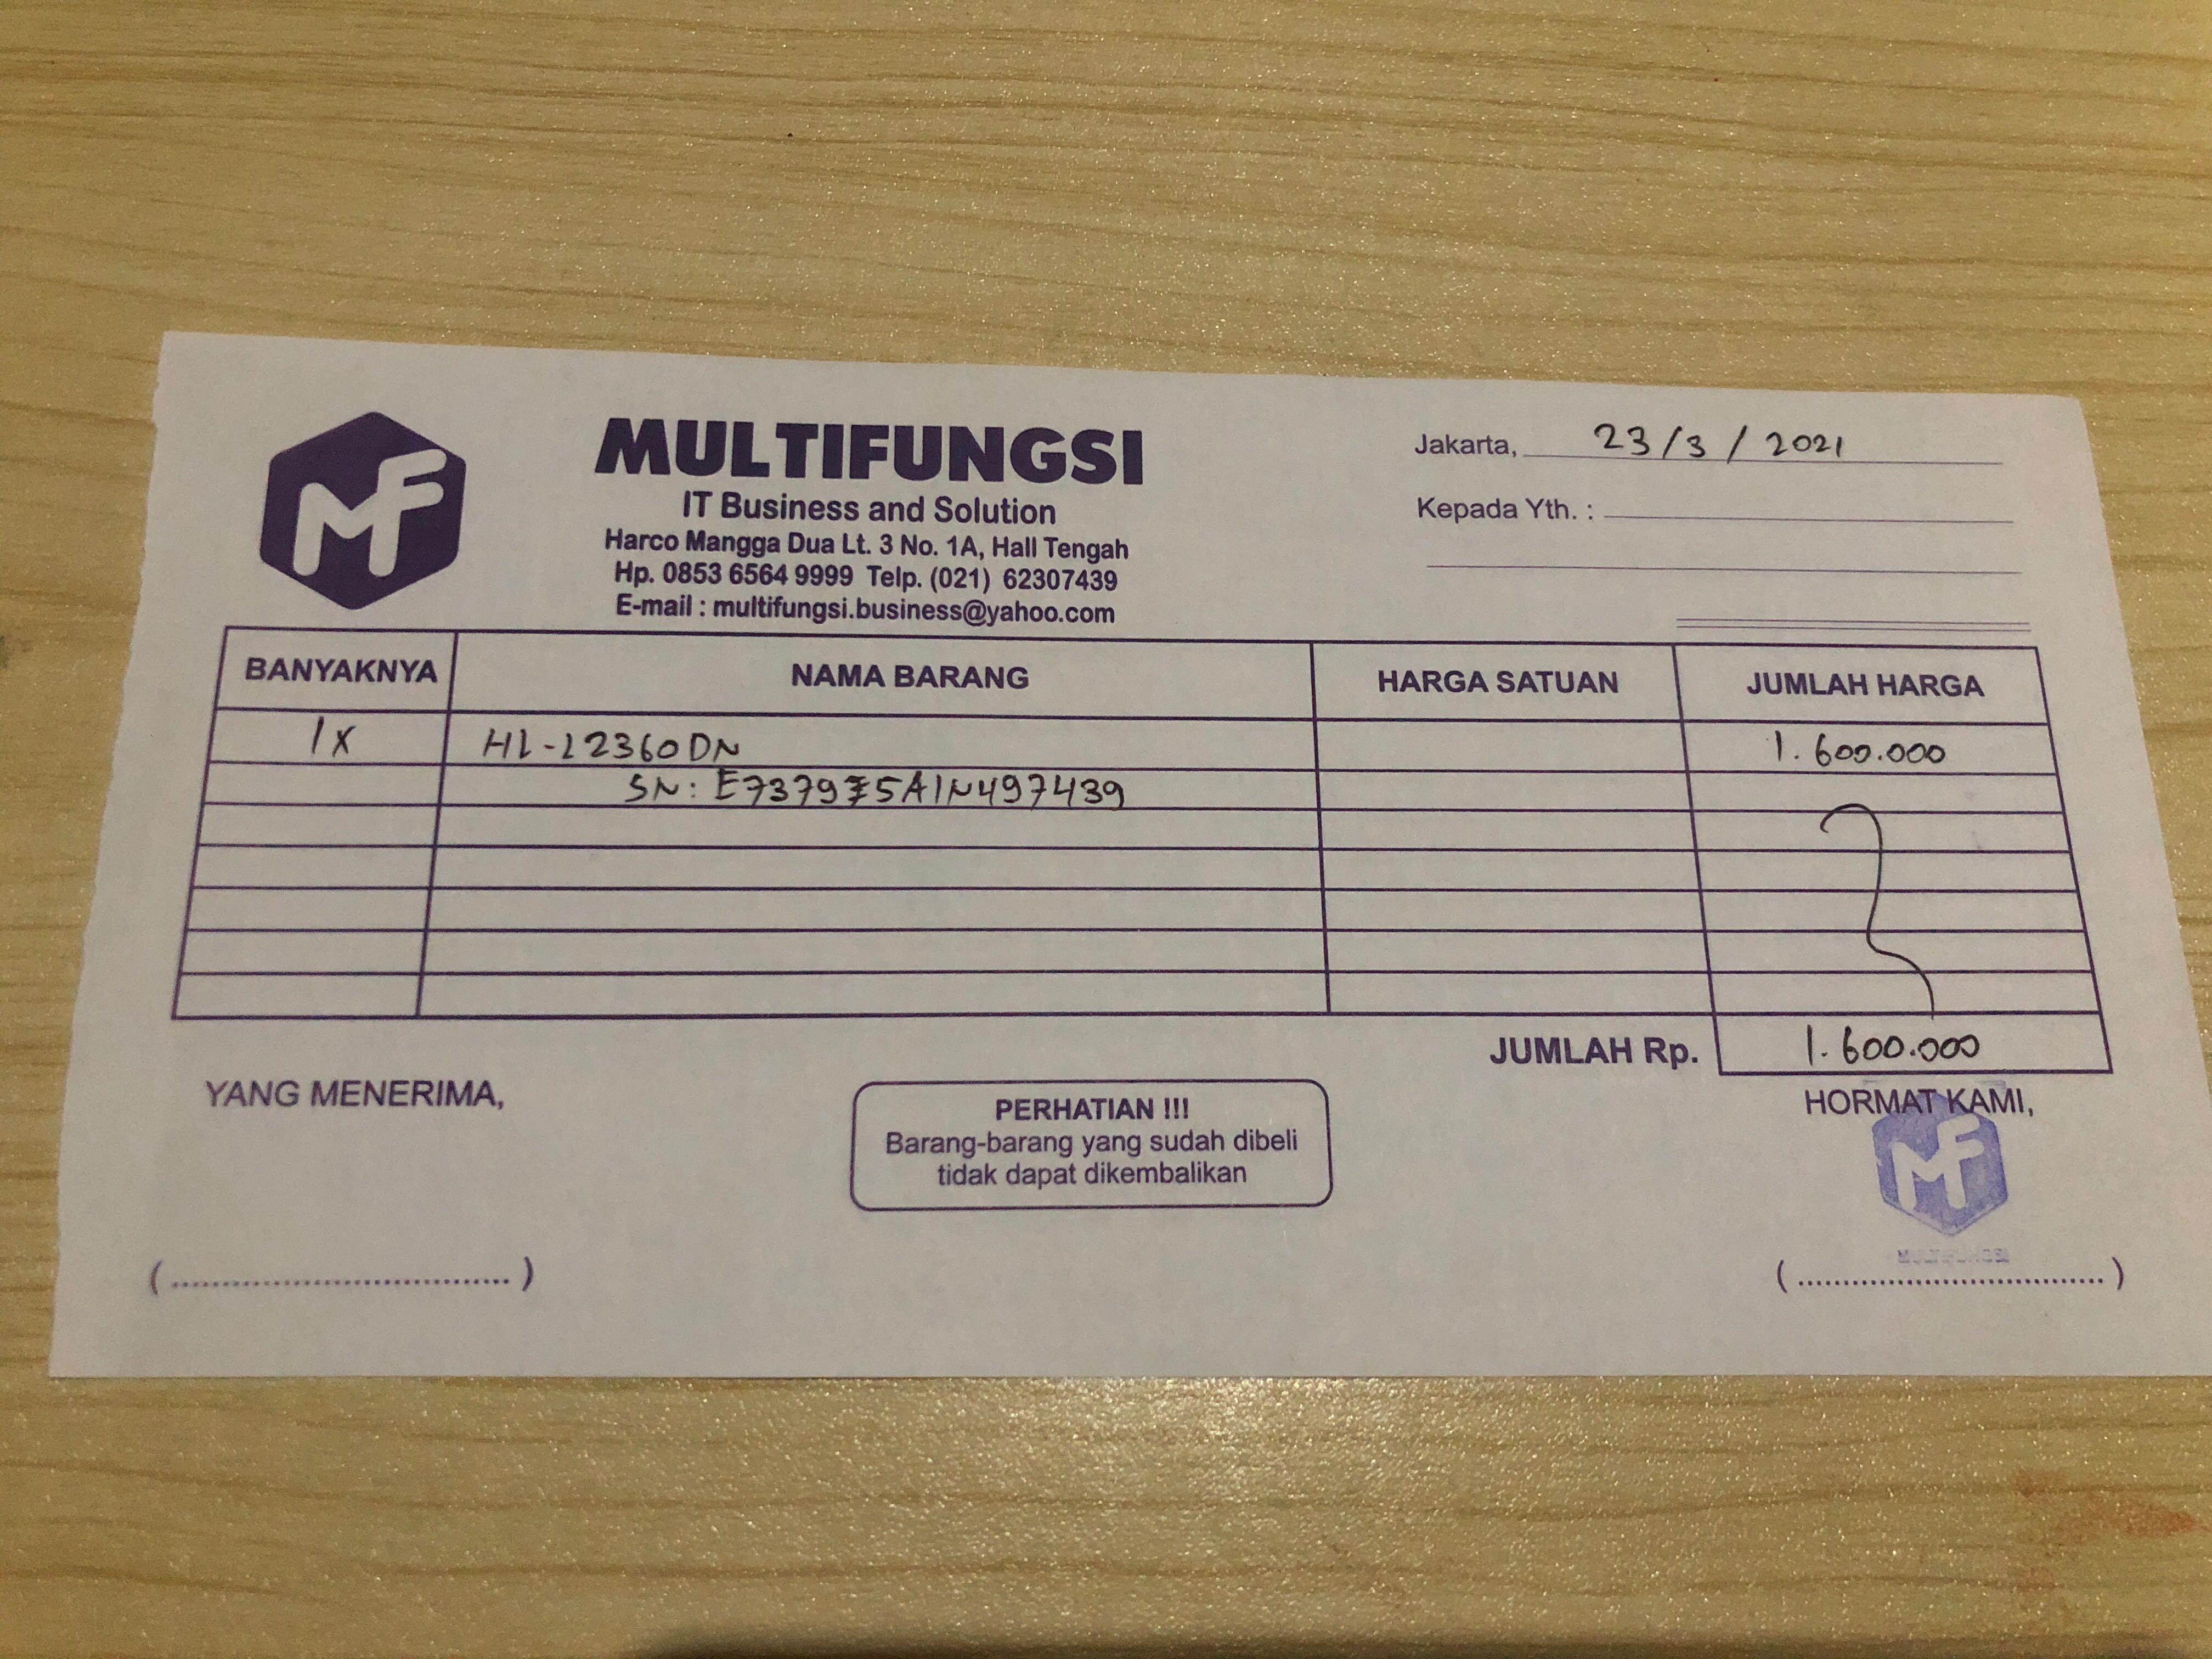 MF
MULTIFUNGSI
IT Business and Solution
Harco Mangga Dua Lt. 3 No. 1A, Hall Tengah
Hp. 0853 6564 9999 Telp. (021) 62307439
E-mail : multifungsi.business@yahoo.com
Jakarta, 23/3/2021
Kepada Yth. :
BANYAKNYA NAMA BARANG HARGA SATUAN JUMLAH HARGA
1X HL-L2360DN 1.600.000
SN: E73797F5A1N497439
JUMLAH Rp. 1.600.000
YANG MENERIMA,
PERHATIAN !!!
Barang-barang yang sudah dibeli
tidak dapat dikembalikan
HORMAT KAMI,
MF
MULTIFUNGSI
(....................................)
(....................................)